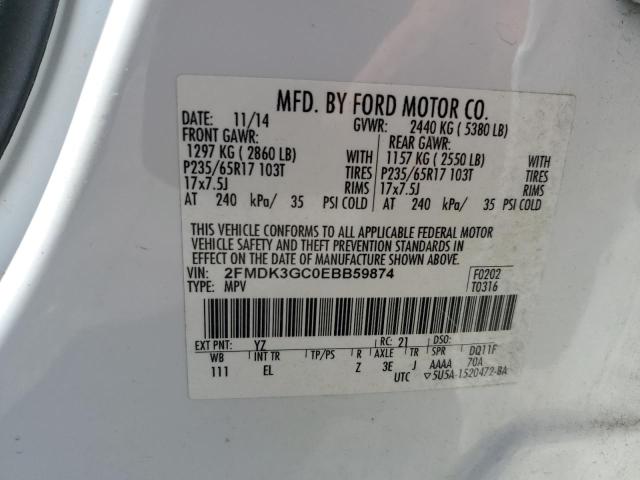 MFD. BY FORD MOTOR CO.
DATE: 11/14 GVWR: 2440 KG ( 5380 LB)
FRONT GAWR: REAR GAWR:
1297 KG ( 2860 LB) WITH 1157 KG ( 2550 LB) WITH
P235/65R17 103T TIRES P235/65R17 103T TIRES
17x7.5J RIMS 17x7.5J RIMS
AT 240 kPa/ 35 PSI COLD AT 240 kPa/ 35 PSI COLD
THIS VEHICLE CONFORMS TO ALL APPLICABLE FEDERAL MOTOR
VEHICLE SAFETY AND THEFT PREVENTION STANDARDS IN
EFFECT ON THE DATE OF MANUFACTURE SHOWN ABOVE.
VIN: 2FMDK3GC0EBB59874 F0202
TYPE: MPV T0316
EXT PNT: YZ RC: 21 DSO:
WB INT TR TP/PS R AXLE TR SPR DQ11F
111 EL Z 3E J AAAA 70A
UTC ▽5U5A-1520472-BA